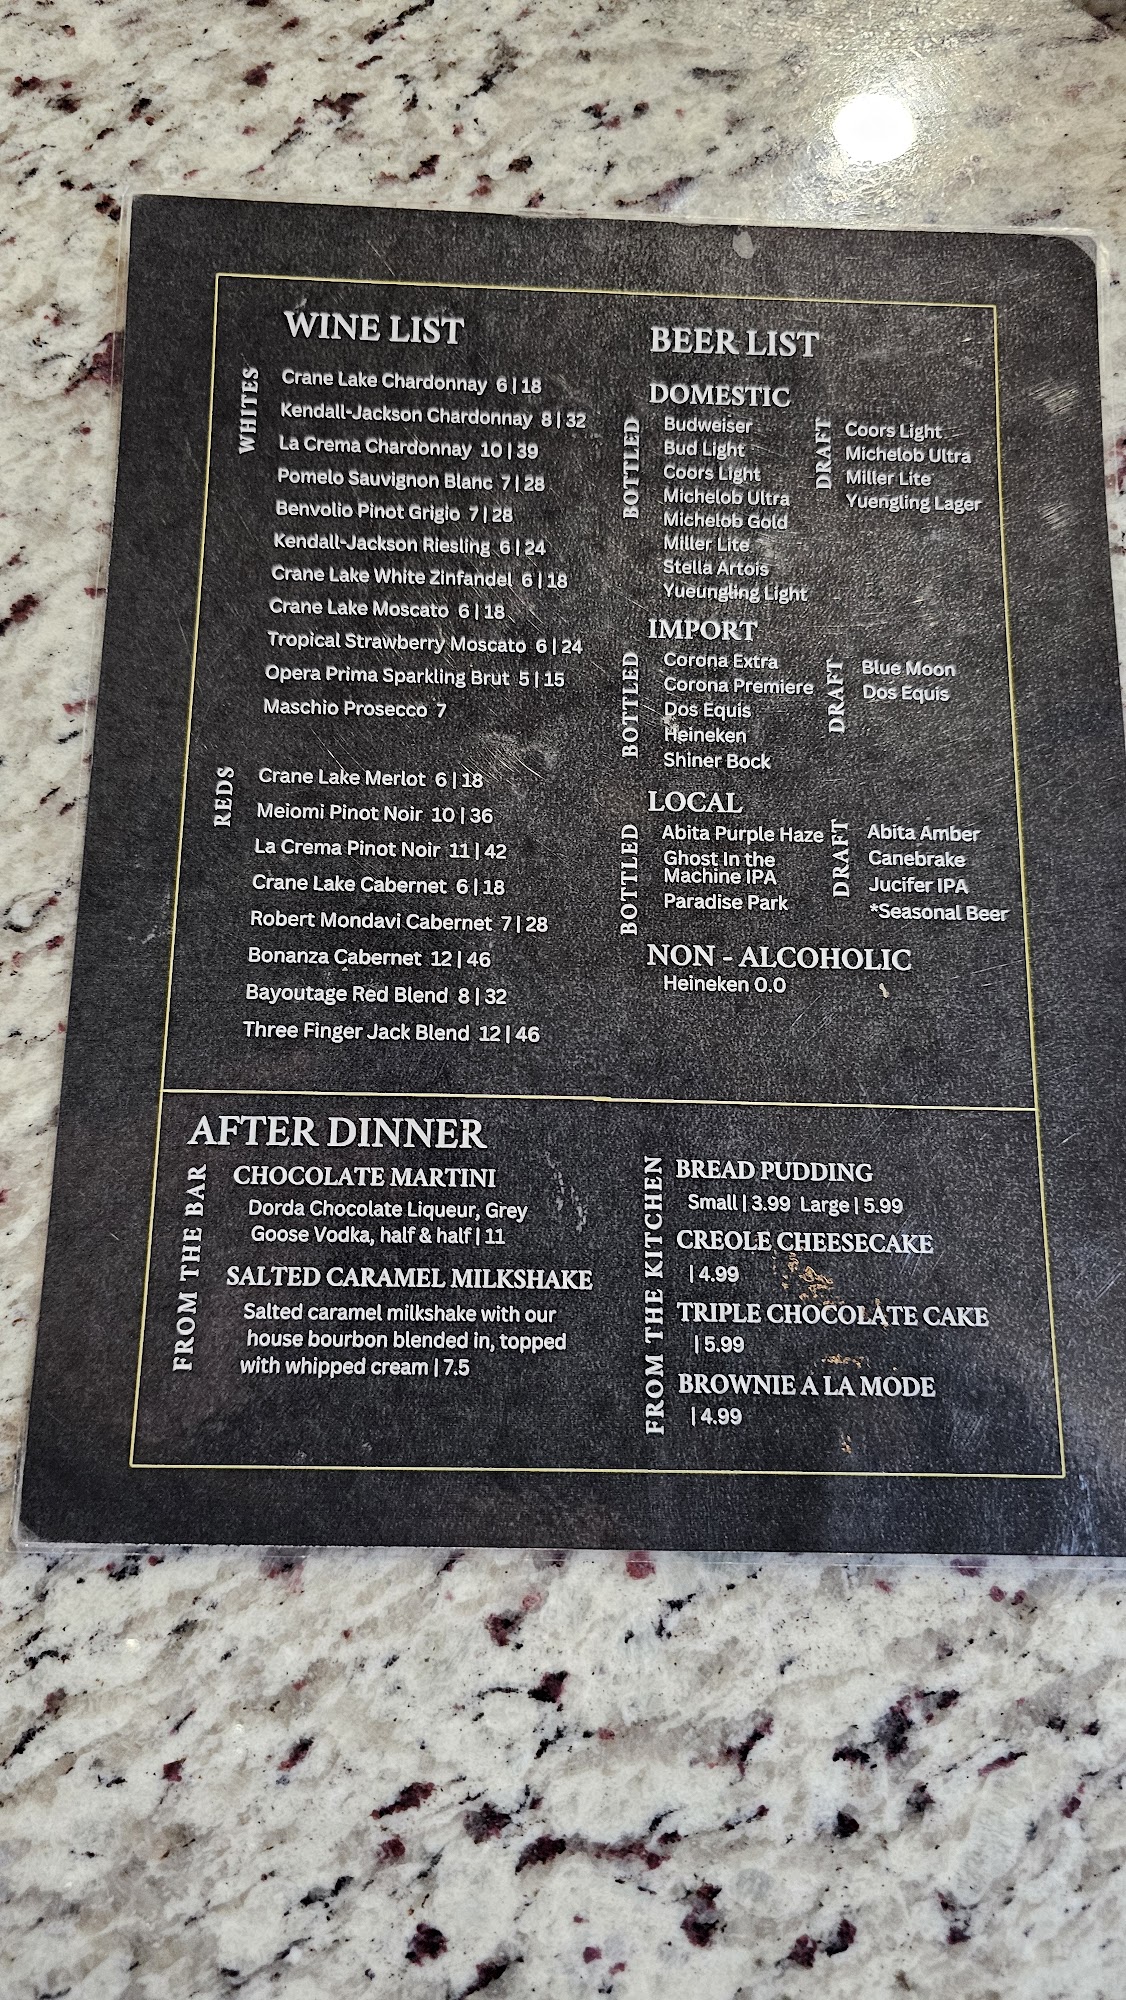 WINE LIST
WHITES
Crane Lake Chardonnay 6 | 18
Kendall-Jackson Chardonnay 8 | 32
La Crema Chardonnay 10 | 39
Pomelo Sauvignon Blanc 7 | 28
Benvolio Pinot Grigio 7 | 28
Kendall-Jackson Riesling 6 | 24
Crane Lake White Zinfandel 6 | 18
Crane Lake Moscato 6 | 18
Tropical Strawberry Moscato 6 | 24
Opera Prima Sparkling Brut 5 | 15
Maschio Prosecco 7
REDS
Crane Lake Merlot 6 | 18
Meiomi Pinot Noir 10 | 36
La Crema Pinot Noir 11 | 42
Crane Lake Cabernet 6 | 18
Robert Mondavi Cabernet 7 | 28
Bonanza Cabernet 12 | 46
Bayoutage Red Blend 8 | 32
Three Finger Jack Blend 12 | 46
BEER LIST
DOMESTIC
BOTTLED
Budweiser
Bud Light
Coors Light
Michelob Ultra
Michelob Gold
Miller Lite
Stella Artois
Yueungling Light
DRAFT
Coors Light
Michelob Ultra
Miller Lite
Yuengling Lager
IMPORT
BOTTLED
Corona Extra
Corona Premiere
Dos Equis
Heineken
Shiner Bock
DRAFT
Blue Moon
Dos Equis
LOCAL
BOTTLED
Abita Purple Haze
Ghost In the
Machine IPA
Paradise Park
DRAFT
Abita Amber
Canebrake
Jucifer IPA
*Seasonal Beer
NON - ALCOHOLIC
Heineken 0.0
AFTER DINNER
FROM THE BAR
CHOCOLATE MARTINI
Dorda Chocolate Liqueur, Grey
Goose Vodka, half & half | 11
SALTED CARAMEL MILKSHAKE
Salted caramel milkshake with our
house bourbon blended in, topped
with whipped cream | 7.5
FROM THE KITCHEN
BREAD PUDDING
Small | 3.99 Large | 5.99
CREOLE CHEESECAKE
| 4.99
TRIPLE CHOCOLATE CAKE
| 5.99
BROWNIE A LA MODE
| 4.99